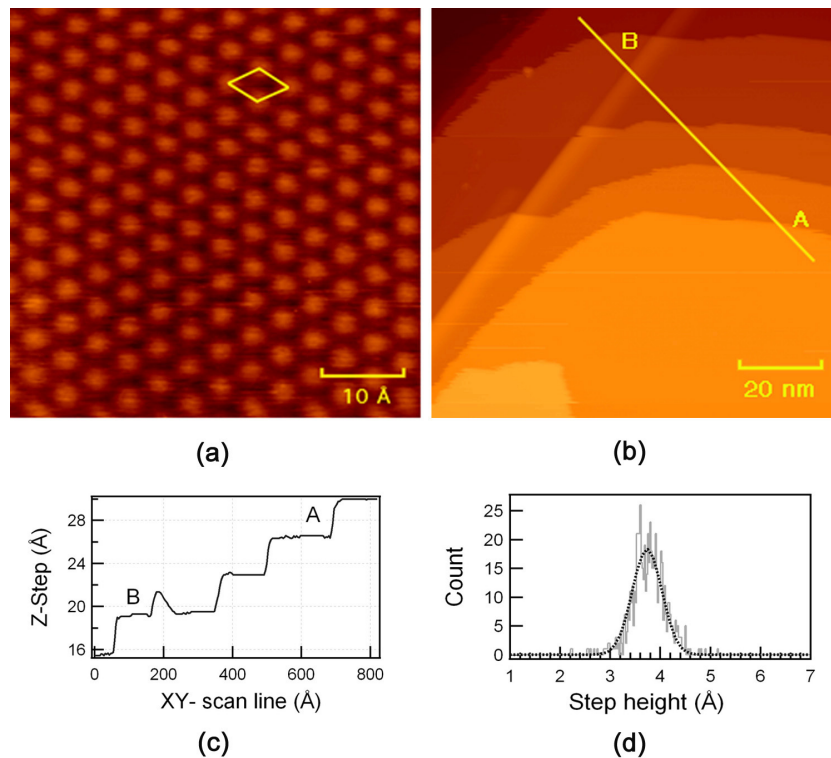 10 Å
(a)
B
A
20 nm
(b)
Z-Step (Å)
28
24
20
16
B
A
0 200 400 600 800
XY- scan line (Å)
(c)
Count
25
20
15
10
5
0
1 2 3 4 5 6 7
Step height (Å)
(d)